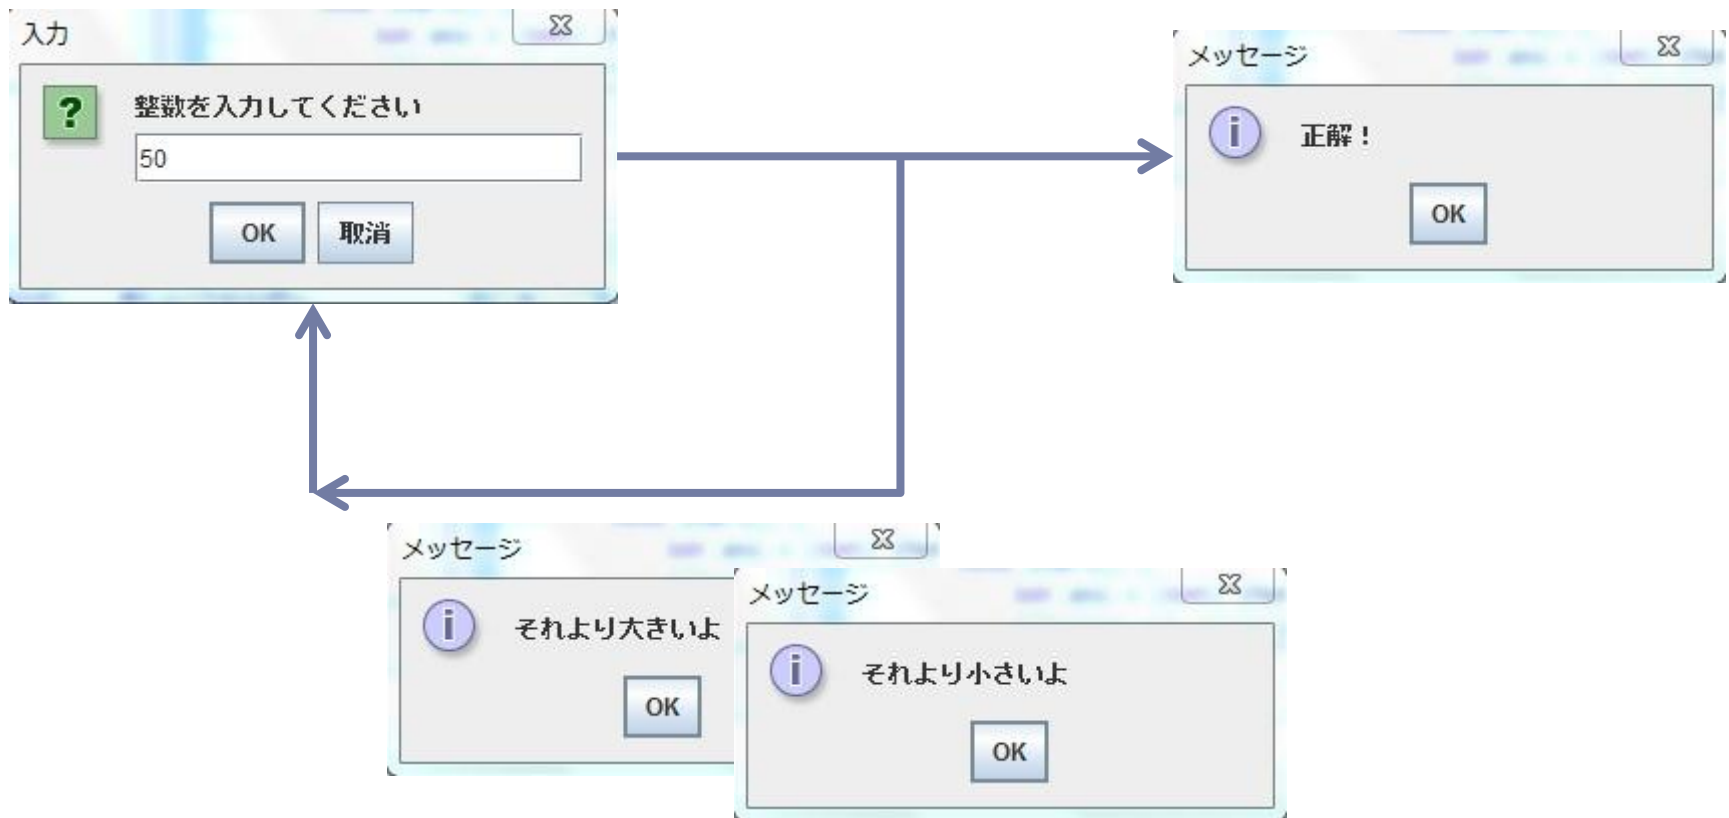 入力
整数を入力してください
50
OK
取消
メッセージ
正解！
OK
メッセージ
それより大きいよ
OK
メッセージ
それより小さいよ
OK